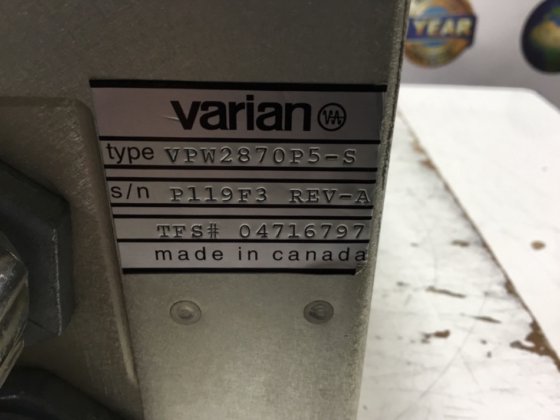 YEAR
varian
type VPW2870P5-S
s/n P119F3 REV-A
TFS# 04716797
made in canada